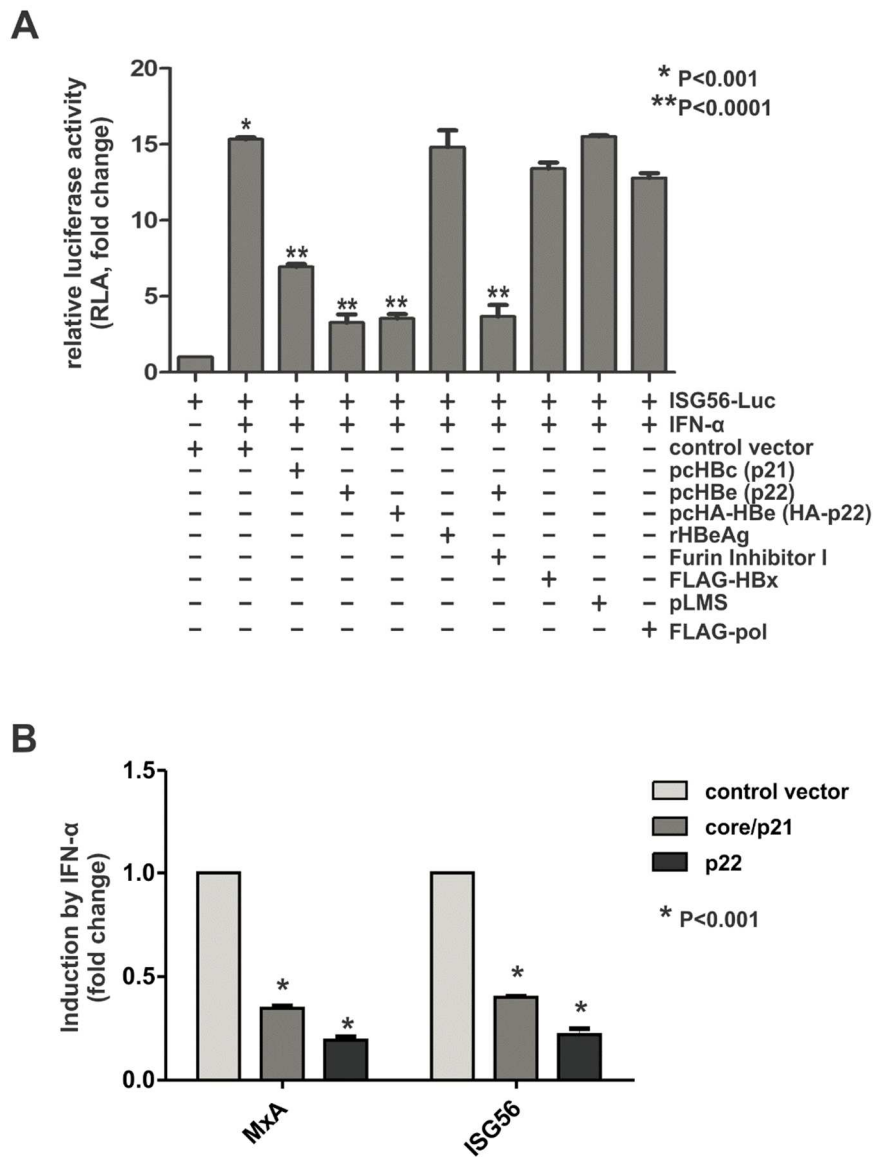 A
relative luciferase activity
(RLA, fold change)
20
15
10
5
0
* P<0.001
**P<0.0001
*
**
**
**
**
+ + + + + + + + + + ISG56-Luc
– + + + + + + + + + IFN-α
+ + – – – – – – – – control vector
– – + – – – – – – – pcHBc (p21)
– – – + – – + – – – pcHBe (p22)
– – – – + – – – – – pcHA-HBe (HA-p22)
– – – – – + – – – – rHBeAg
– – – – – – + – – – Furin Inhibitor I
– – – – – – – + – – FLAG-HBx
– – – – – – – – + – pLMS
– – – – – – – – – + FLAG-pol
B
Induction by IFN-α
(fold change)
1.5
1.0
0.5
0.0
*
*
*
*
MxA
ISG56
control vector
core/p21
p22
* P<0.001